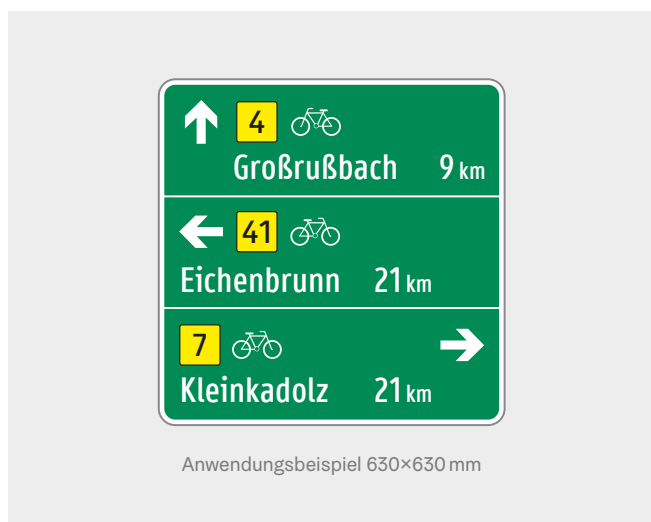 4
Großrußbach 9 km
41
Eichenbrunn 21 km
7
Kleinkadolz 21 km
Anwendungsbeispiel 630×630 mm